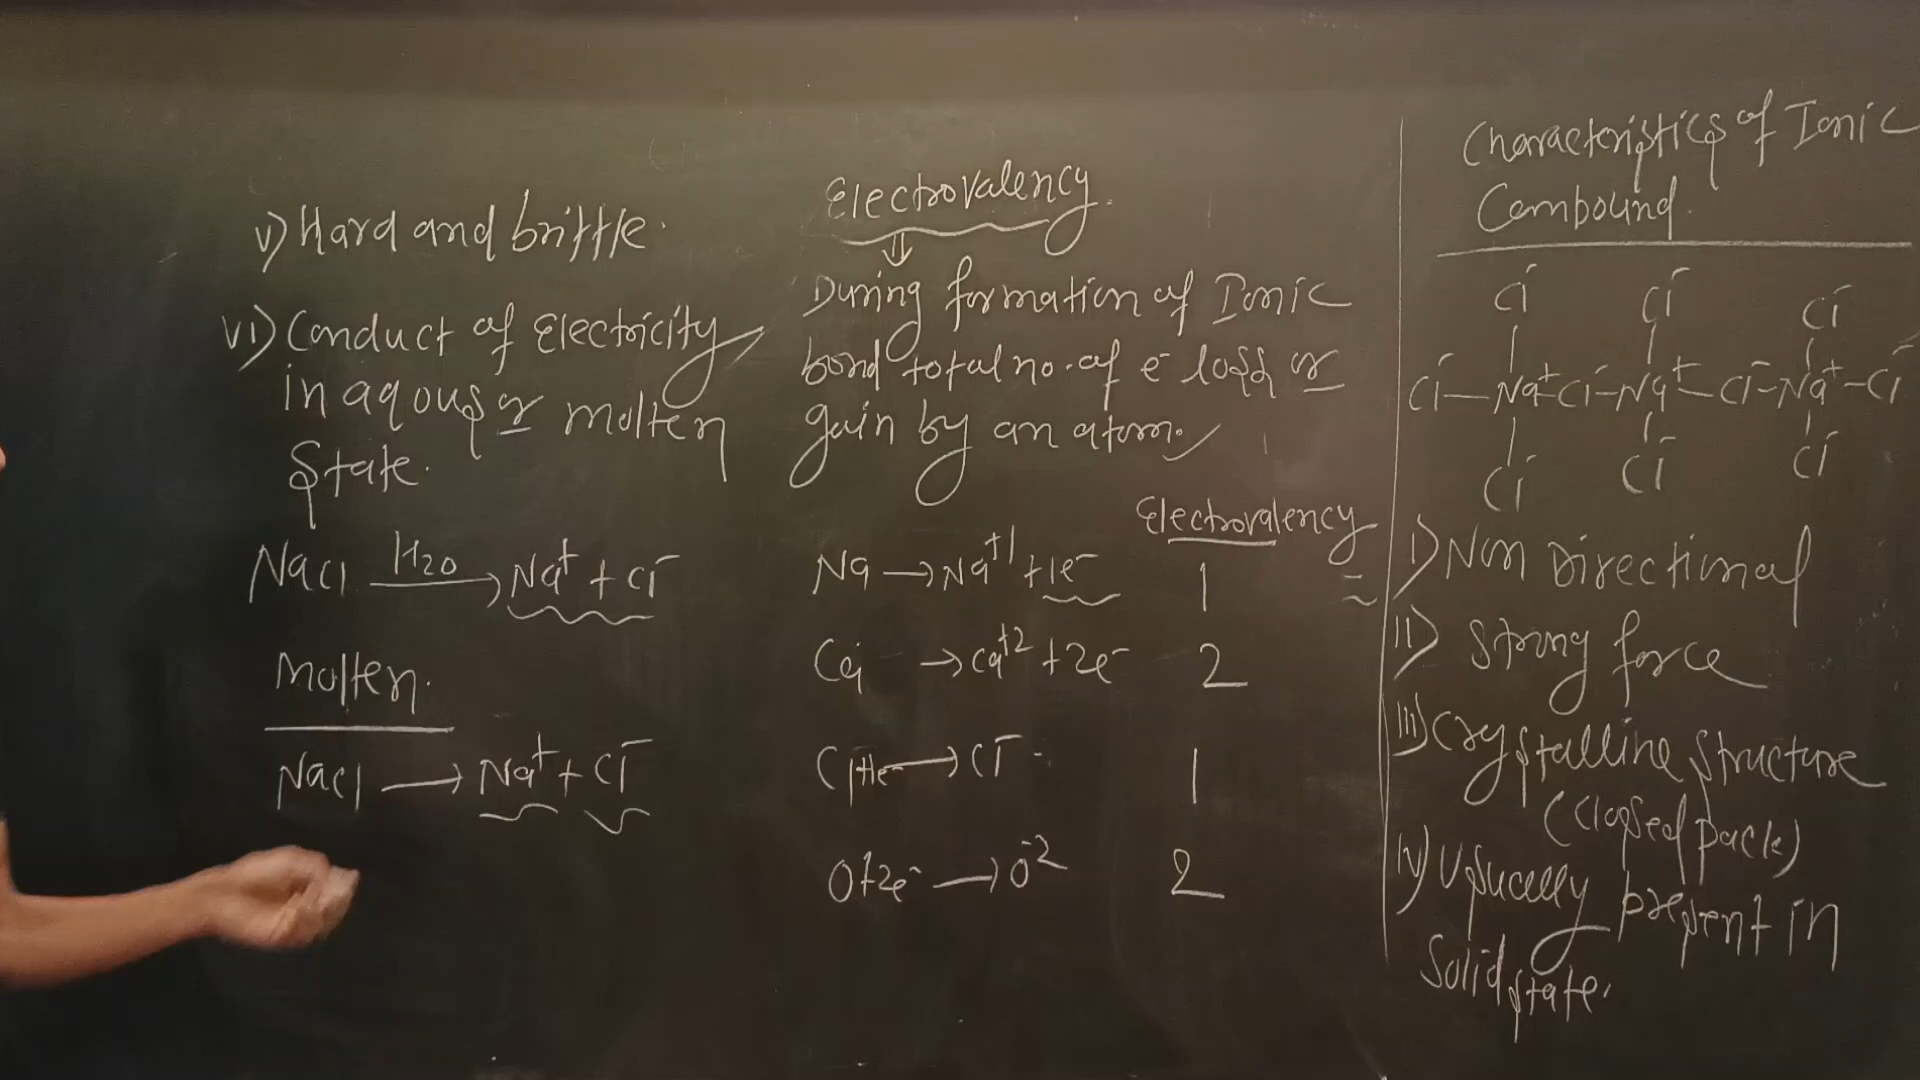 Characteristics of Ionic
Compound.
Cl⁻ Cl⁻ Cl⁻
Cl⁻—Na⁺Cl⁻—Na⁺—Cl⁻—Na⁺—Cl⁻
Cl⁻ Cl⁻ Cl⁻
i) Non Directional
ii) Strong force
iii) Crystalline Structure
(Closed pack)
iv) Usucally present in
Solid state.
v) Hard and brittle.
vi) Conduct of Electricity
in aqous or molten
State.
NaCl H₂O → Na⁺ + Cl⁻
Molten.
NaCl → Na⁺ + Cl⁻
Electrovalency.
⇓
During formation of Ionic
bond total no. of e⁻ loss or
gain by an atom.
Electrovalency
Na → Na⁺¹ + 1e⁻ 1
Ca → Ca⁺² + 2e⁻ 2
Cl+1e⁻ → Cl⁻ 1
O+2e⁻ → O⁻² 2